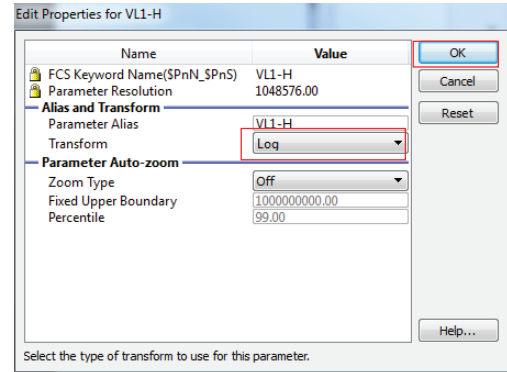 Edit Properties for VL1-H
Name Value
FCS Keyword Name($PnN_$PnS) VL1-H
Parameter Resolution 1048576.00
Alias and Transform
Parameter Alias VL1-H
Transform Log
Parameter Auto-zoom
Zoom Type Off
Fixed Upper Boundary 1000000000.00
Percentile 99.00
OK
Cancel
Reset
Help...
Select the type of transform to use for this parameter.